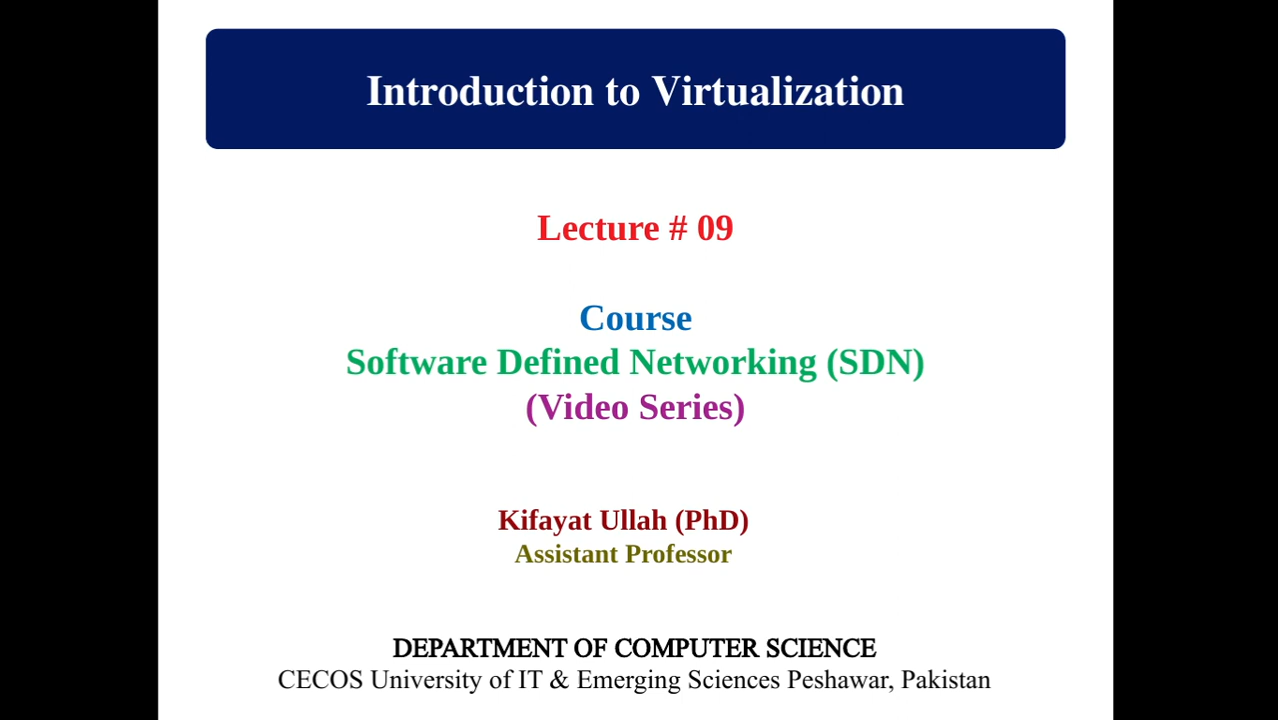 Introduction to Virtualization
Lecture # 09
Course
Software Defined Networking (SDN)
(Video Series)
Kifayat Ullah (PhD)
Assistant Professor
DEPARTMENT OF COMPUTER SCIENCE
CECOS University of IT & Emerging Sciences Peshawar, Pakistan